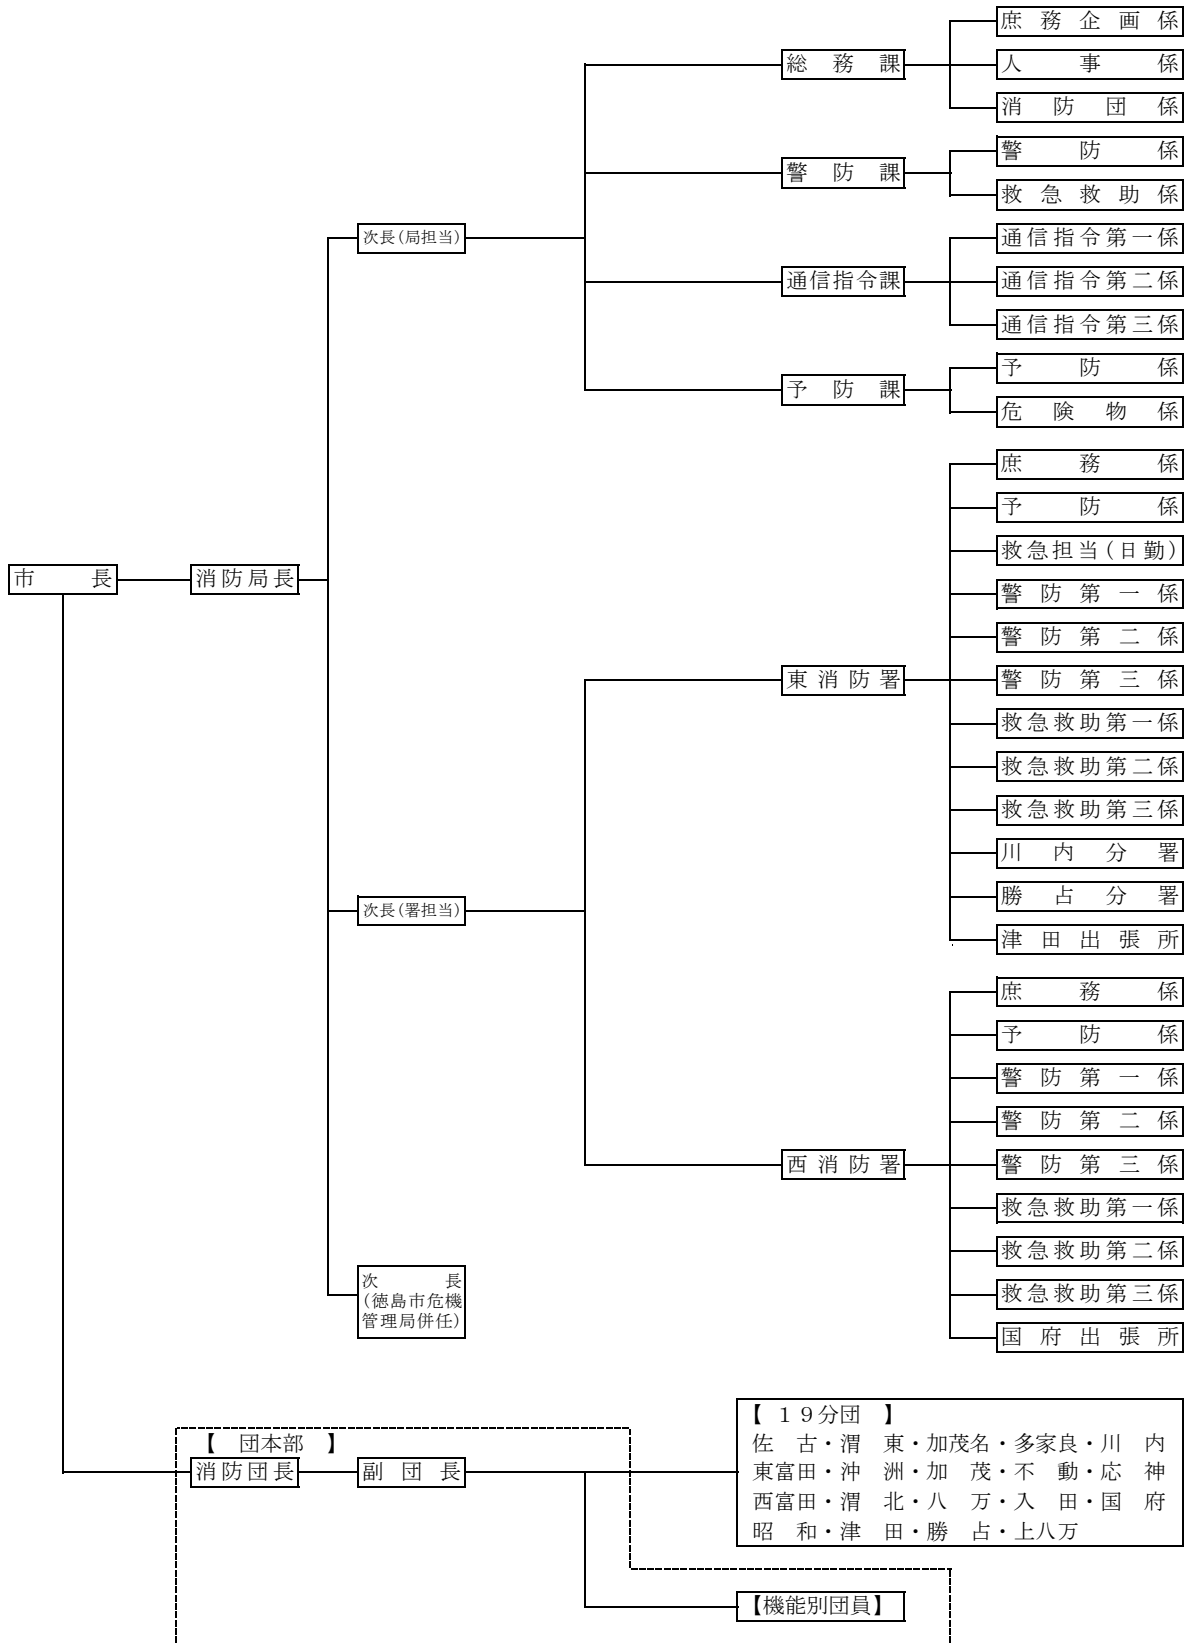 庶務企画係
総務課
人事係
消防団係
警防係
警防課
救急救助係
次長(局担当)
通信指令第一係
通信指令課
通信指令第二係
通信指令第三係
予防係
予防課
危険物係
庶務係
予防係
救急担当(日勤)
市長
消防局長
警防第一係
警防第二係
東消防署
警防第三係
救急救助第一係
救急救助第二係
救急救助第三係
川内分署
勝占分署
次長(署担当)
津田出張所
庶務係
予防係
警防第一係
警防第二係
西消防署
警防第三係
救急救助第一係
救急救助第二係
救急救助第三係
次長
(徳島市危機
管理局併任)
国府出張所
【 団本部 】
消防団長
副団長
【 19分団 】
佐 古・渭 東・加茂名・多家良・川 内
東富田・沖 洲・加 茂・不 動・応 神
西富田・渭 北・八 万・入 田・国 府
昭 和・津 田・勝 占・上八万
【機能別団員】